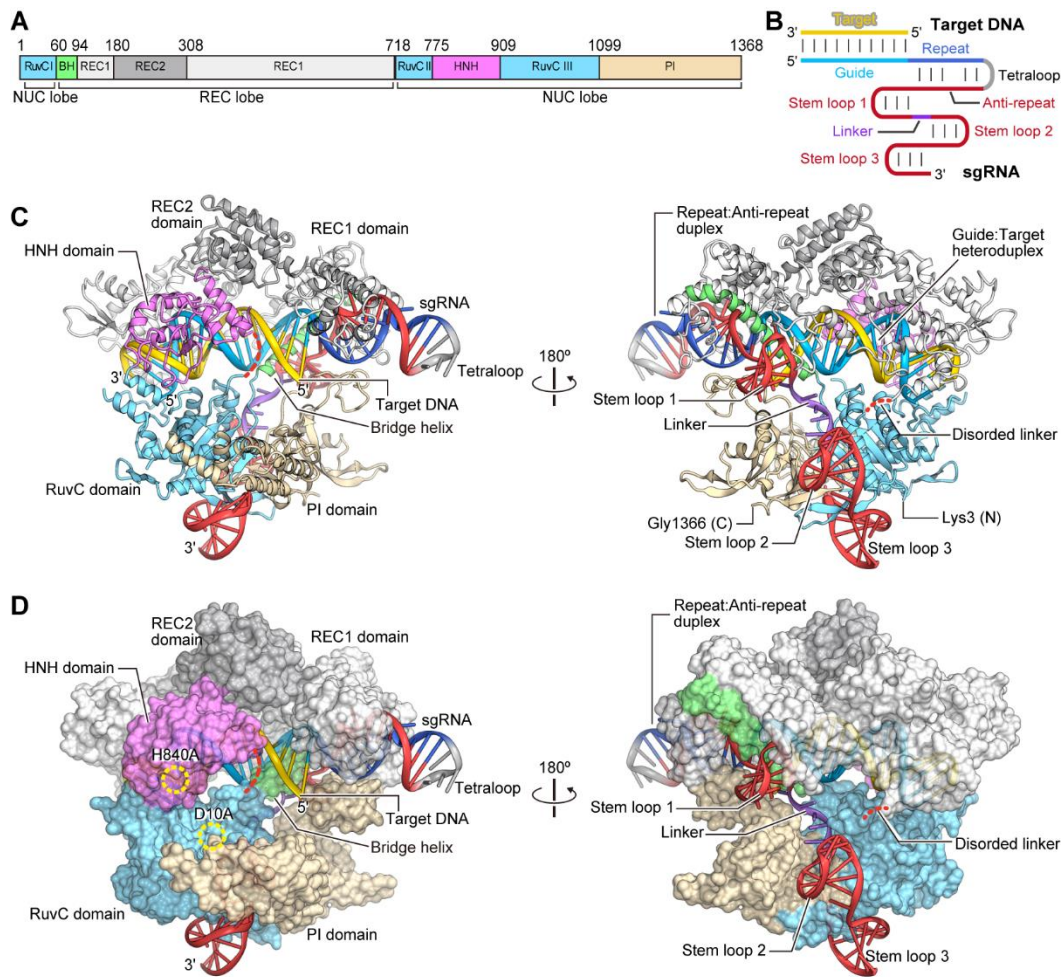 A
1 60 94 180 308 718 775 909 1099 1368
RuvC I BH REC1 REC2 REC1 RuvC II HNH RuvC III PI
NUC lobe REC lobe NUC lobe
B
Target
3' 5' Target DNA
Repeat
5'
Guide Tetraloop
Stem loop 1 Anti-repeat
Linker Stem loop 2
Stem loop 3
3' sgRNA
C
REC2
domain
HNH domain
REC1 domain
sgRNA
Tetraloop
3'
5'
5'
Target DNA
Bridge helix
RuvC domain
PI domain
3'
180º
Repeat:Anti-repeat
duplex
Guide:Target
heteroduplex
Stem loop 1
Linker
Disorded linker
Gly1366 (C)
Lys3 (N)
Stem loop 2
Stem loop 3
D
REC2
domain
HNH domain
REC1 domain
sgRNA
H840A
Tetraloop
D10A
5'
Target DNA
Bridge helix
RuvC domain
PI domain
3'
180º
Repeat:Anti-repeat
duplex
Stem loop 1
Linker
Disorded linker
Stem loop 2
Stem loop 3